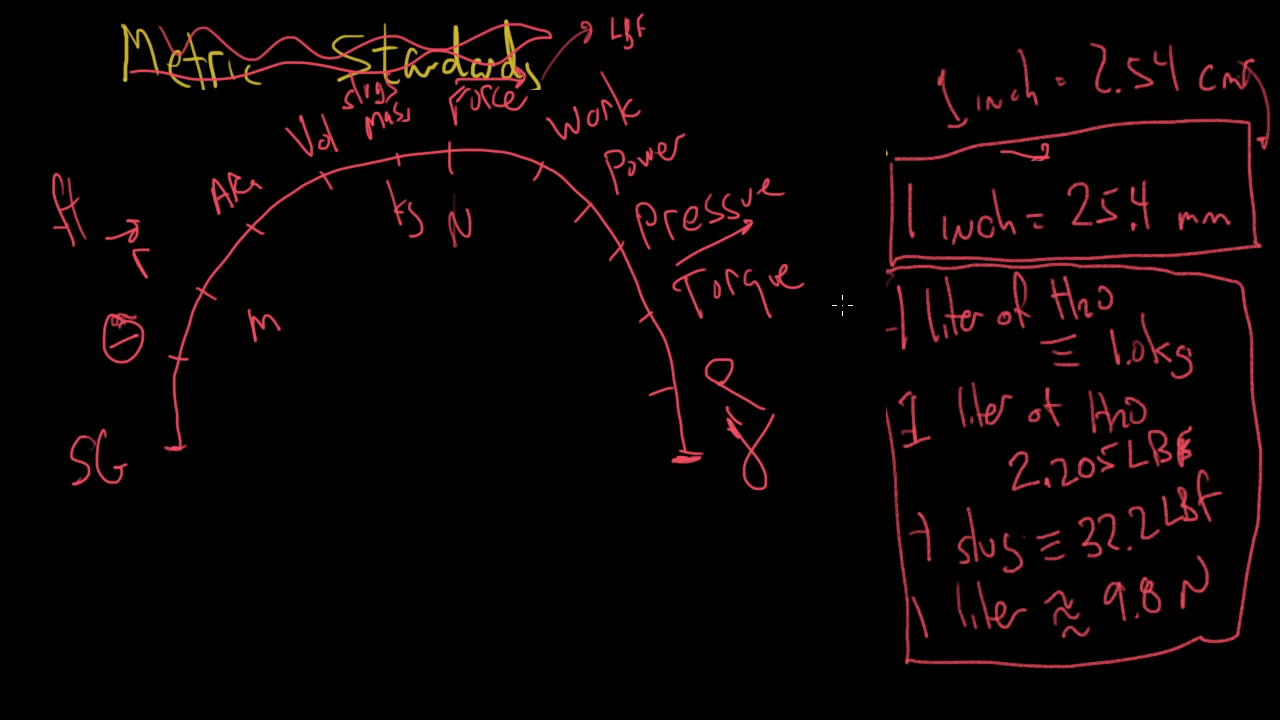 Metric Standards
LBF
slugs
mass
Force
Work
Vol
Power
Area
Pressure
ft
r
kg
N
Torque
M
SG
1 inch = 2.54 cm
1 inch = 25.4 mm
1 liter of H2O
≡ 1.0kg
1 liter of H2O
2.205 LBF
1 slug ≡ 32.2 LBF
1 liter ≈ 9.8 N